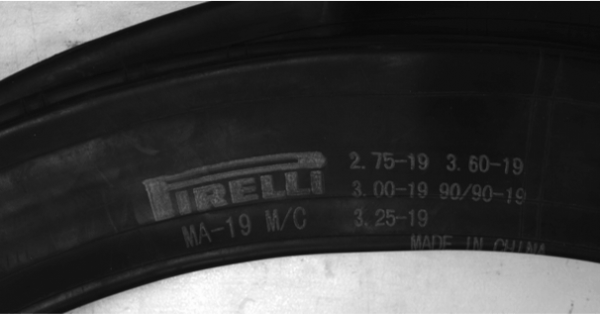 PIRELLI
MA-19 M/C
2.75-19 3.60-19
3.00-19 90/90-19
3.25-19
MADE IN CHINA